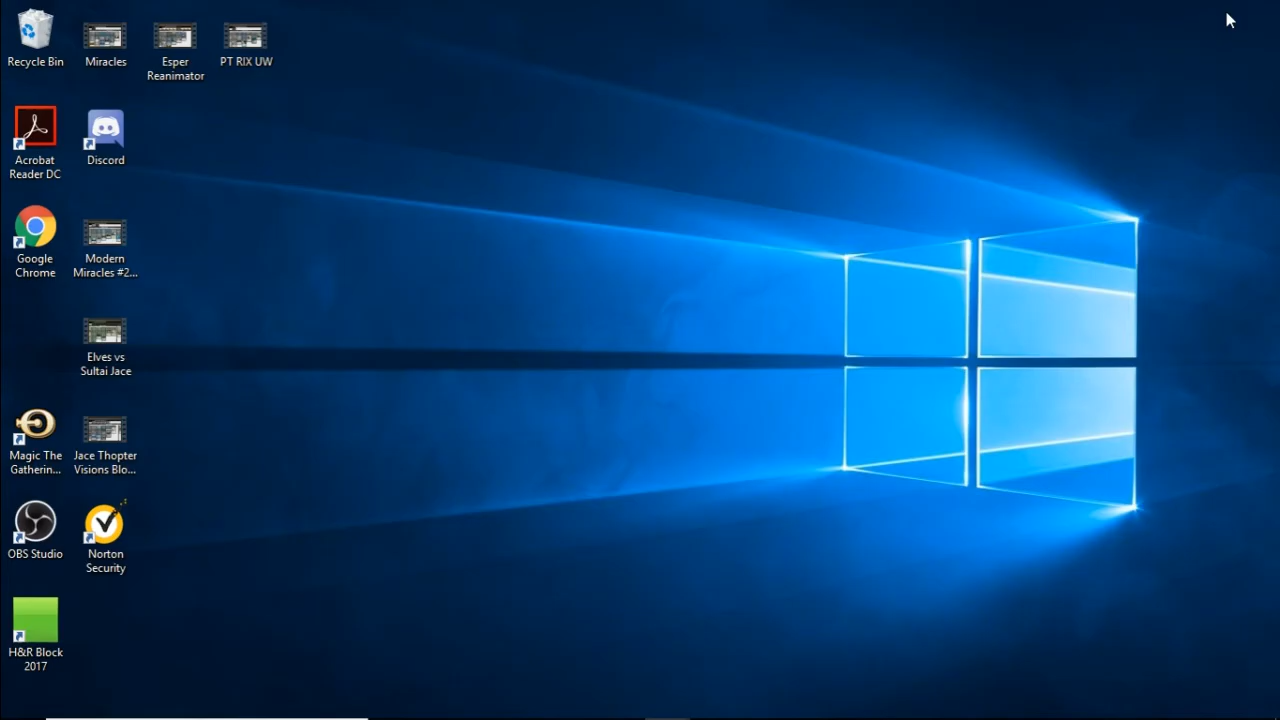 Recycle Bin
Miracles
Esper
Reanimator
PT RIX UW
Acrobat
Reader DC
Discord
Google
Chrome
Modern
Miracles #2...
Elves vs
Sultai Jace
Magic The
Gatherin...
Jace Thopter
Visions Blo...
OBS Studio
Norton
Security
H&R Block
2017